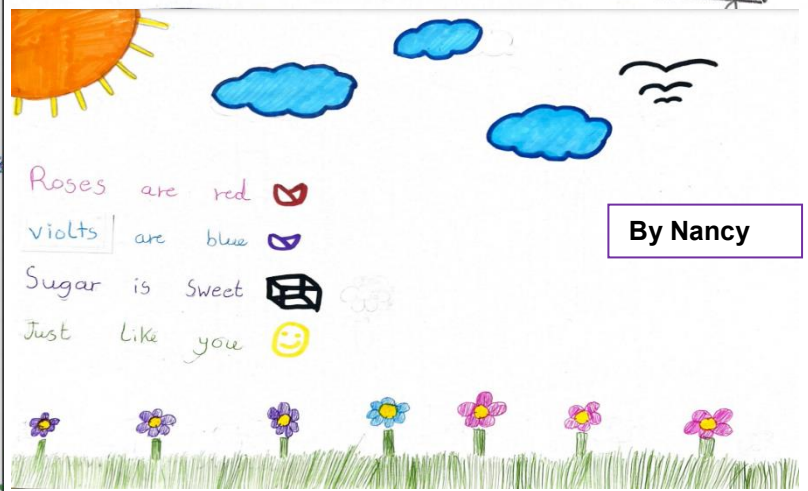 Roses are red
violts are blue
By Nancy
Sugar is Sweet
Just Like you